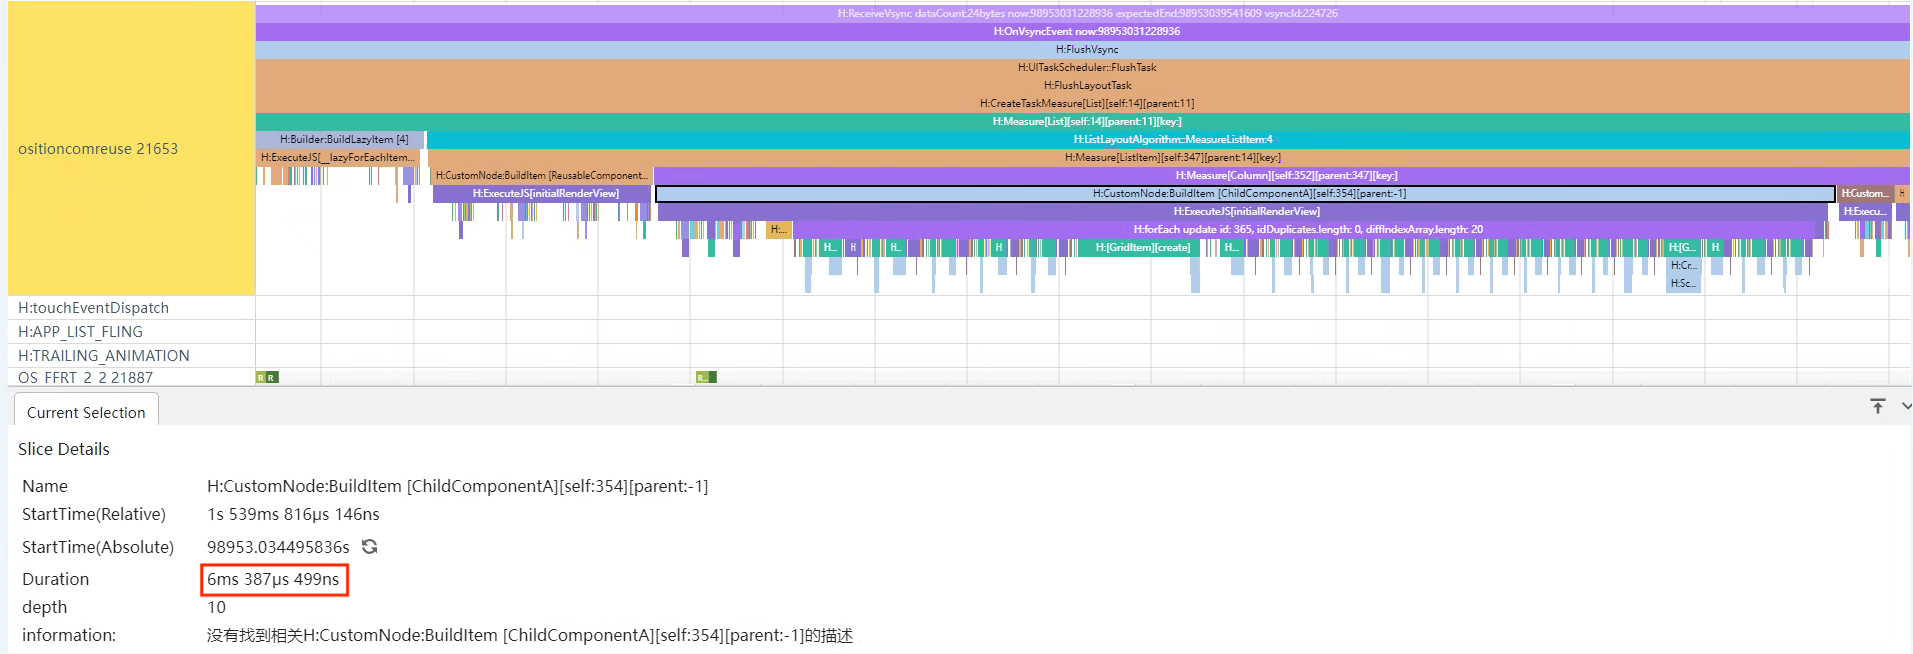 H:ReceiveVsync dataCount:24bytes now:98953031228936 expectedEnd:98953039541609 vsyncId:224726
H:OnVsyncEvent now:98953031228936
H:FlushVsync
H:UITaskScheduler::FlushTask
H:FlushLayoutTask
H:CreateTaskMeasure[List][self:14][parent:11]
H:Measure[List][self:14][parent:11][key:]
H:Builder:BuildLazyItem [4] H:ListLayoutAlgorithm::MeasureListItem:4
ositioncomreuse 21653
H:ExecuteJS[__lazyForEachItem... H:Measure[ListItem][self:347][parent:14][key:]
H:CustomNode:BuildItem [ReusableComponent... H:Measure[Column][self:352][parent:347][key:]
H:ExecuteJS[initialRenderView] H:CustomNode:BuildItem [ChildComponentA][self:354][parent:-1] H:Custom... H
H:ExecuteJS[initialRenderView] H:Execu...
H:... H:forEach update id: 365, idDuplicates.length: 0, diffIndexArray.length: 20
H... H H... H H:[GridItem][create] H... H:[G... H
H:Cr...
H:Sc...
H:touchEventDispatch
H:APP_LIST_FLING
H:TRAILING_ANIMATION
OS_FFRT_2_2 21887 R R R...
Current Selection
Slice Details
Name H:CustomNode:BuildItem [ChildComponentA][self:354][parent:-1]
StartTime(Relative) 1s 539ms 816μs 146ns
StartTime(Absolute) 98953.034495836s
Duration 6ms 387μs 499ns
depth 10
information: 没有找到相关H:CustomNode:BuildItem [ChildComponentA][self:354][parent:-1]的描述